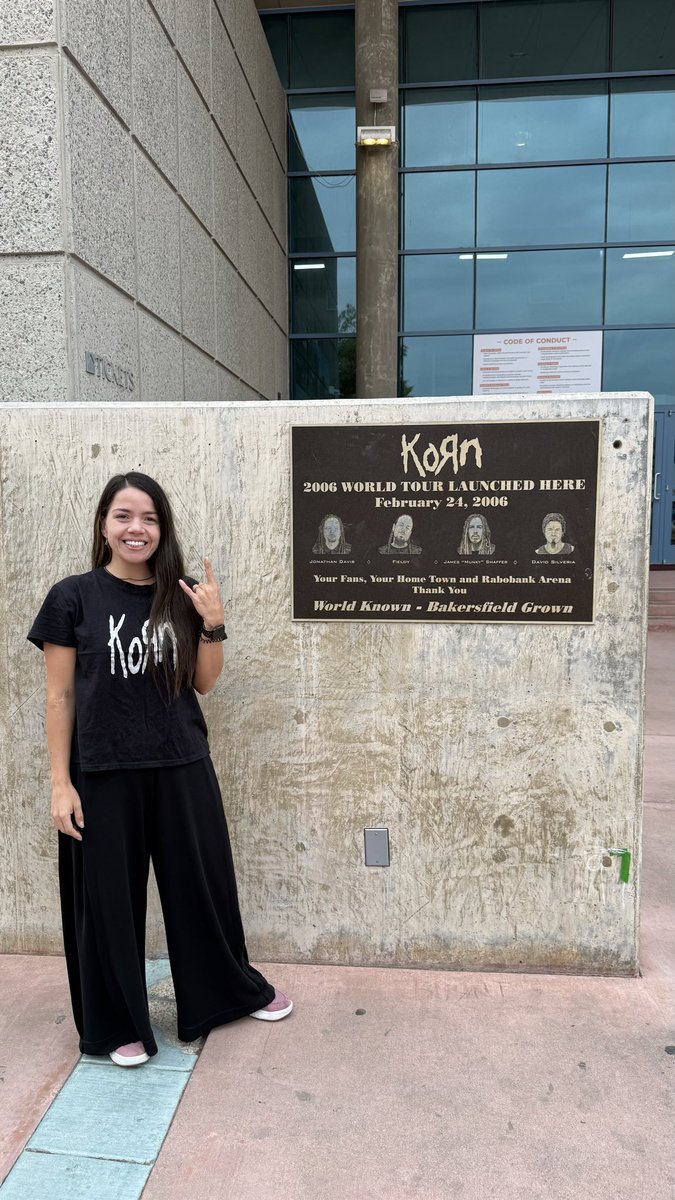 TICKETS
CODE OF CONDUCT
KoЯn
2006 WORLD TOUR LAUNCHED HERE
February 24, 2006
JONATHAN DAVIS ◇ FIELDY ◇ JAMES "MUNKY" SHAFFER ◇ DAVID SILVERIA
Your Fans, Your Home Town and Rabobank Arena
Thank You
World Known - Bakersfield Grown
KoЯn